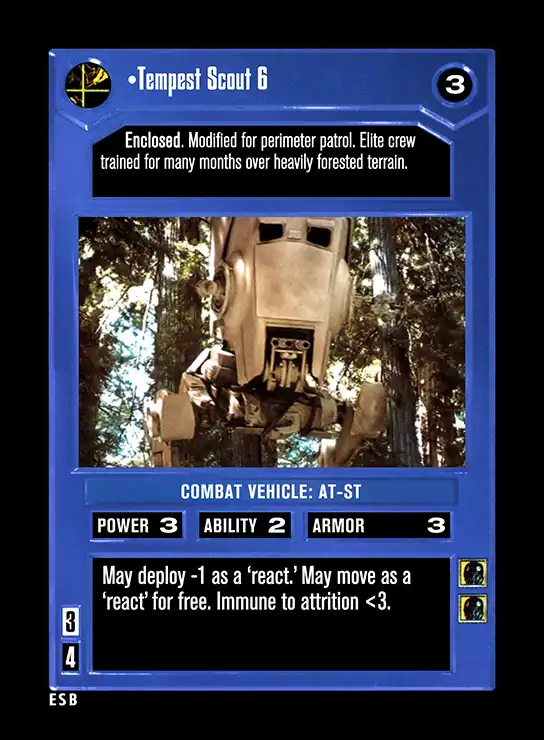 •Tempest Scout 6
3
Enclosed. Modified for perimeter patrol. Elite crew
trained for many months over heavily forested terrain.
COMBAT VEHICLE: AT-ST
POWER 3 ABILITY 2 ARMOR 3
May deploy -1 as a ‘react.’ May move as a
‘react’ for free. Immune to attrition <3.
3
4
ESB